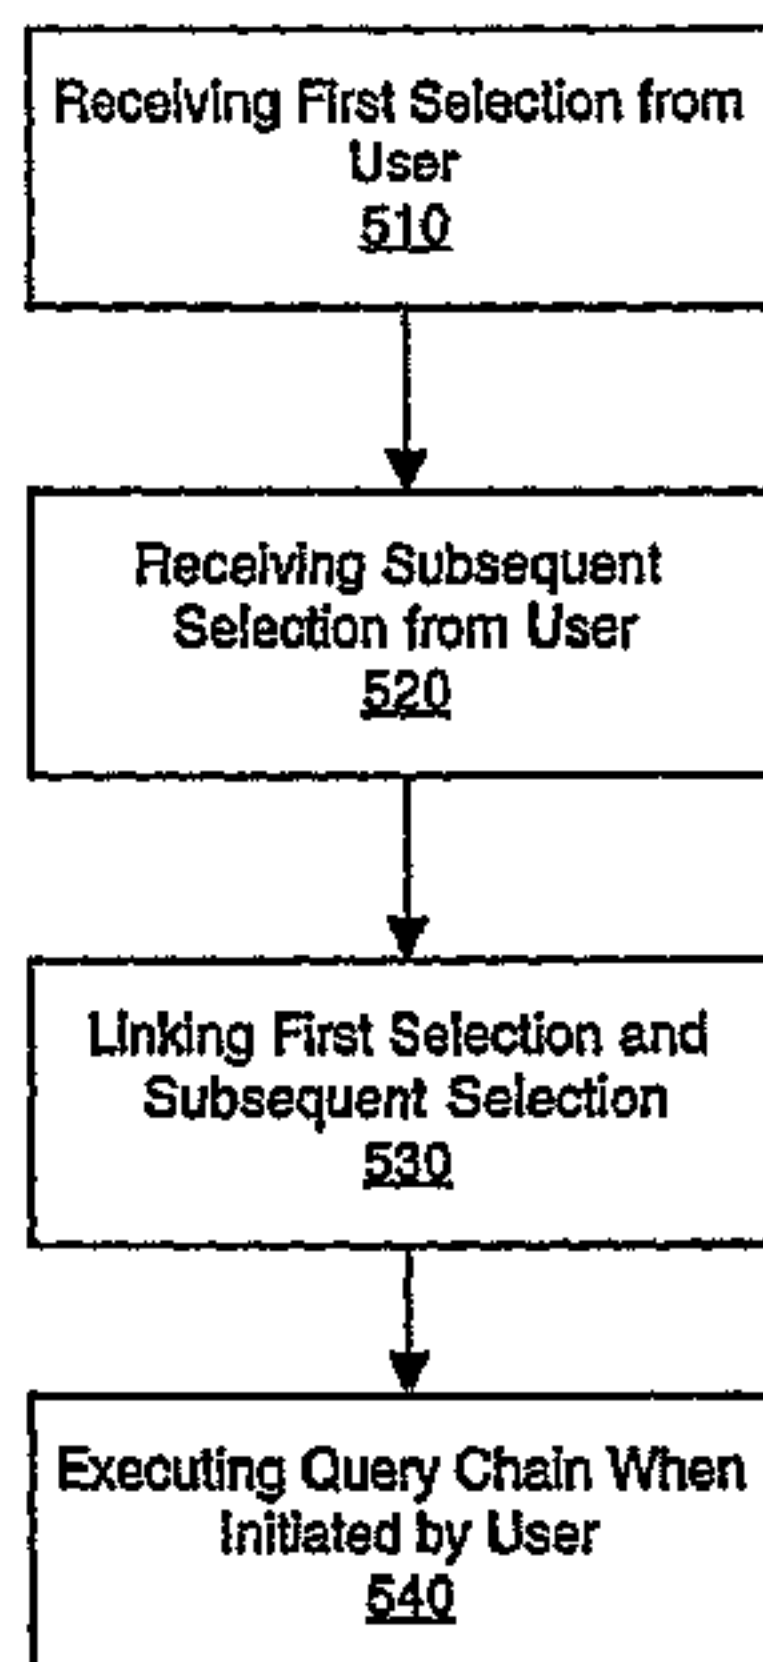 Receiving First Selection from
User
510
Receiving Subsequent
Selection from User
520
Linking First Selection and
Subsequent Selection
530
Executing Query Chain When
Initiated by User
540